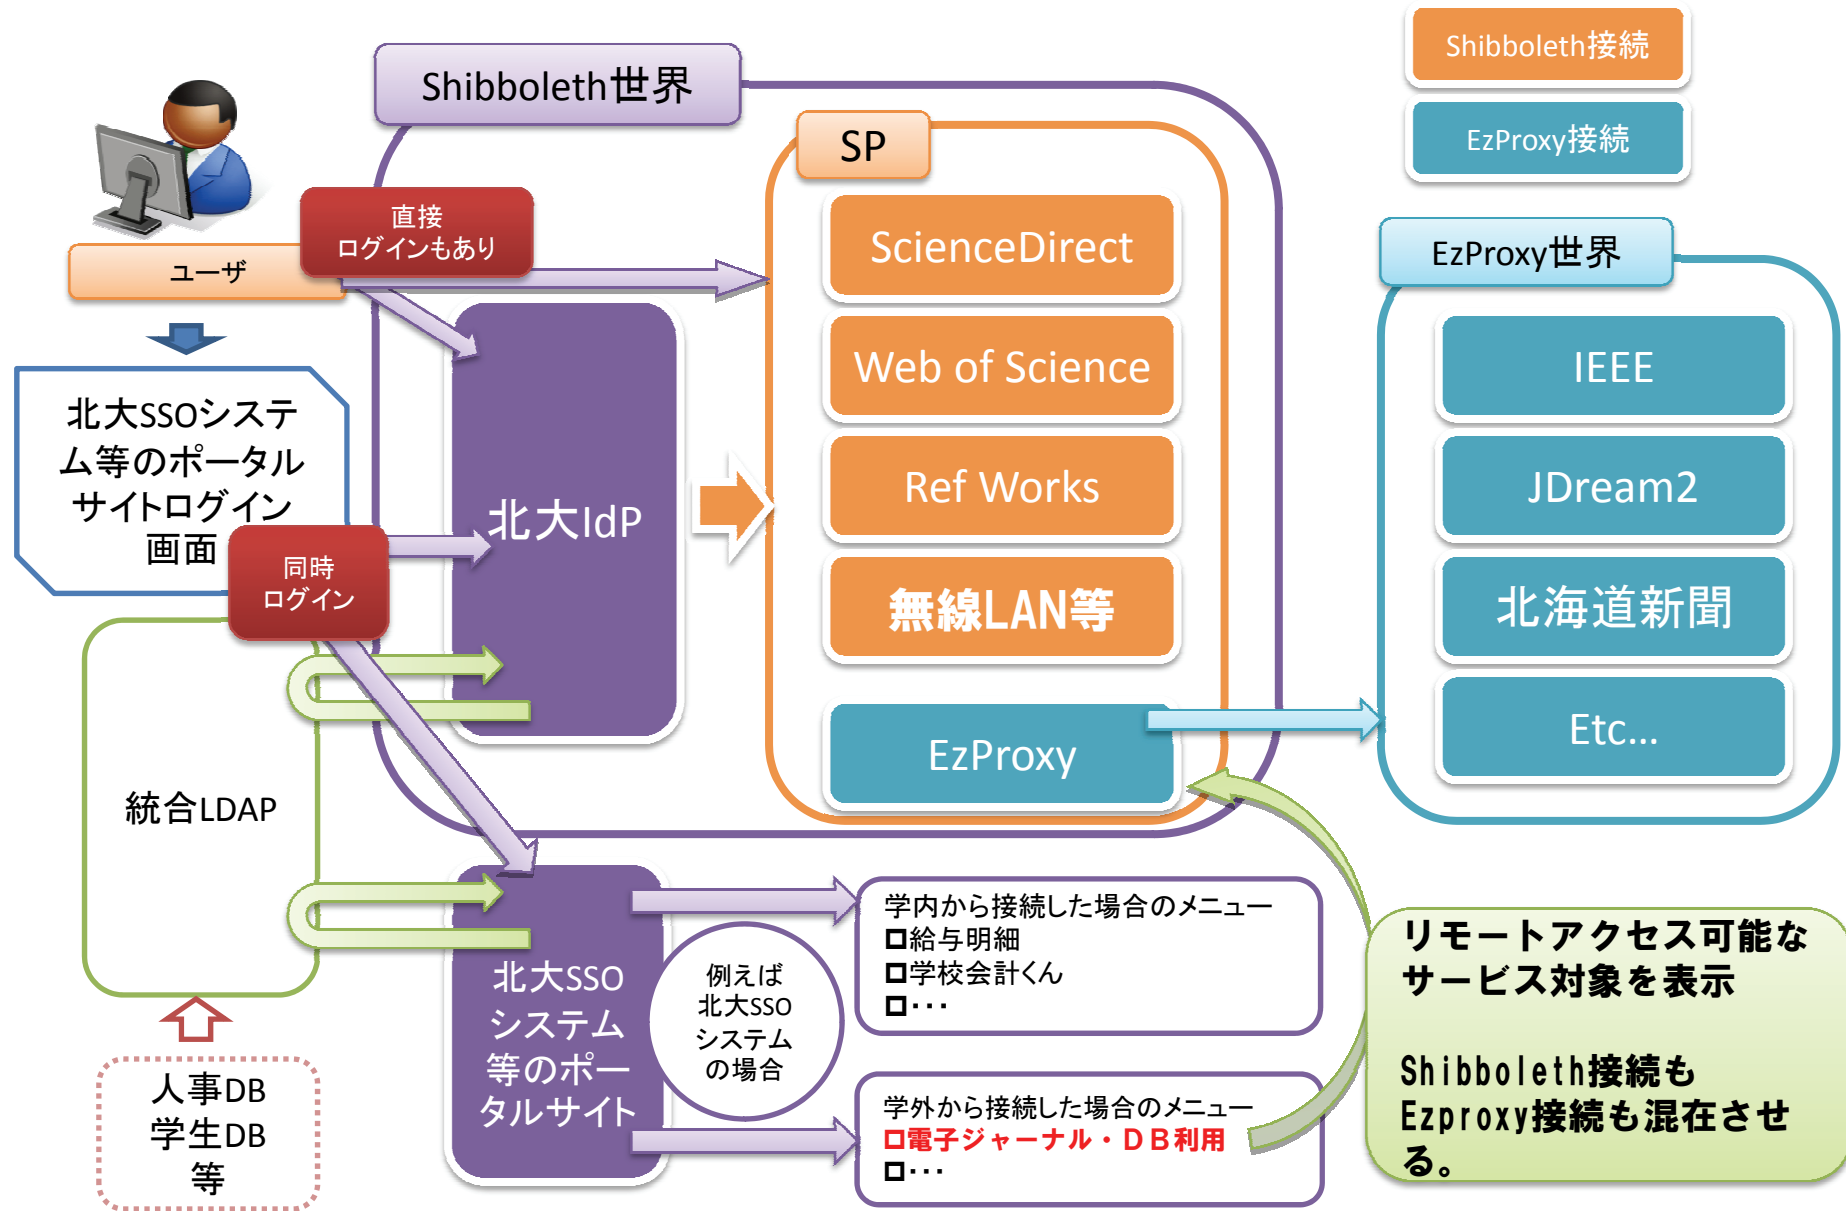 Shibboleth世界
SP
Shibboleth接続
EzProxy接続
直接
ログインもあり
ユーザ
ScienceDirect
Web of Science
Ref Works
無線LAN等
EzProxy
EzProxy世界
IEEE
JDream2
北海道新聞
Etc...
北大SSOシステ
ム等のポータル
サイトログイン
画面
同時
ログイン
北大IdP
統合LDAP
人事DB
学生DB
等
北大SSO
システム
等のポー
タルサイト
例えば
北大SSO
システム
の場合
学内から接続した場合のメニュー
□給与明細
□学校会計くん
□・・・
学外から接続した場合のメニュー
□電子ジャーナル・ＤＢ利用
□・・・
リモートアクセス可能な
サービス対象を表示
Shibboleth接続も
Ezproxy接続も混在させ
る。